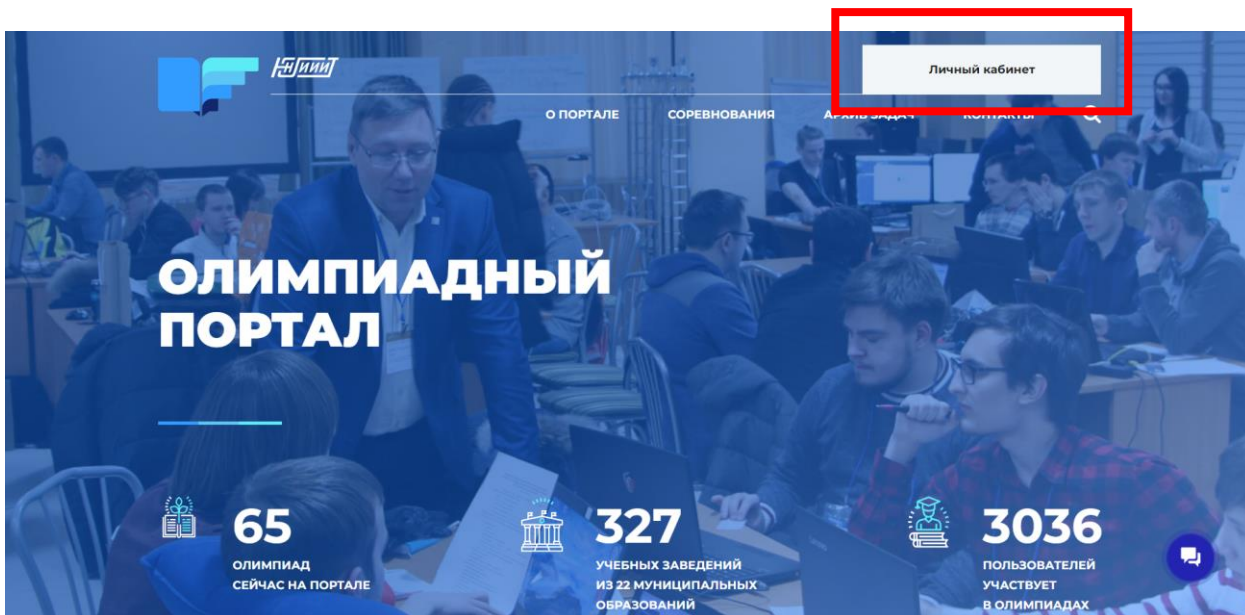 ЮНИИИТ
Личный кабинет
О ПОРТАЛЕ СОРЕВНОВАНИЯ АРХИВ ЗАДАЧ КОНТАКТЫ
ОЛИМПИАДНЫЙ
ПОРТАЛ
65
ОЛИМПИАД
СЕЙЧАС НА ПОРТАЛЕ
327
УЧЕБНЫХ ЗАВЕДЕНИЙ
ИЗ 22 МУНИЦИПАЛЬНЫХ
ОБРАЗОВАНИЙ
3036
ПОЛЬЗОВАТЕЛЕЙ
УЧАСТВУЕТ
В ОЛИМПИАДАХ